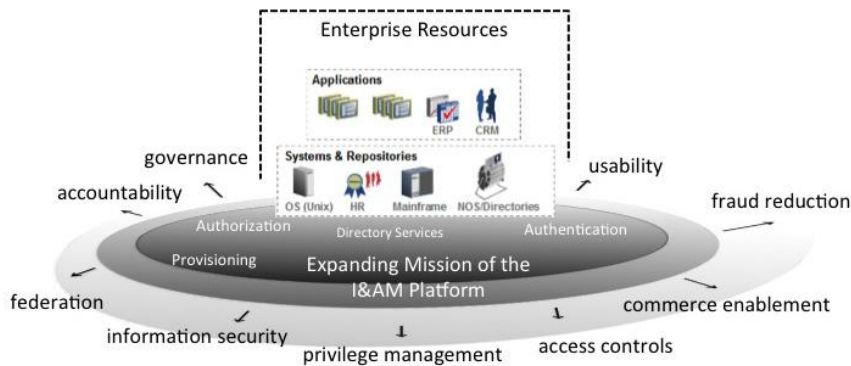 Enterprise Resources
Applications
ERP
CRM
Systems & Repositories
OS (Unix)
HR
Mainframe
NOS/Directories
governance
usability
accountability
fraud reduction
Authorization
Directory Services
Authentication
Provisioning
Expanding Mission of the
I&AM Platform
federation
commerce enablement
information security
access controls
privilege management